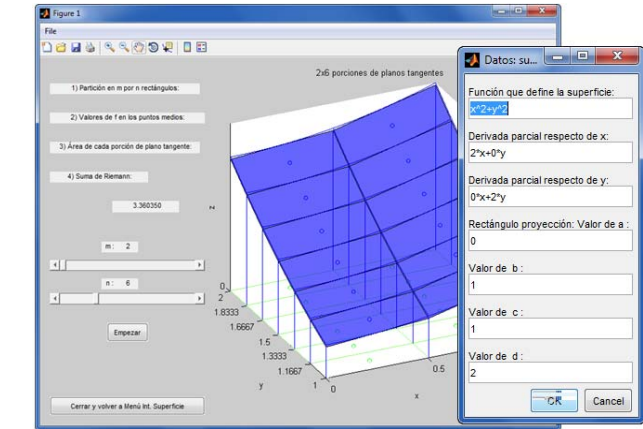 Figure 1
File
2x6 porciones de planos tangentes
1) Partición en m por n rectángulos:
2) Valores de f en los puntos medios:
3) Área de cada porción de plano tangente:
4) Suma de Riemann:
3.360350
m: 2
n: 6
Empezar
Cerrar y volver a Menú Int. Superficie
z
0
2
1.8333
1.6667
1.5
1.3333
1.1667
1
y
0
0.5
x
Datos: su...
Función que define la superficie:
x^2+y^2
Derivada parcial respecto de x:
2*x+0*y
Derivada parcial respecto de y:
0*x+2*y
Rectángulo proyección: Valor de a :
0
Valor de b :
1
Valor de c :
1
Valor de d :
2
OK
Cancel